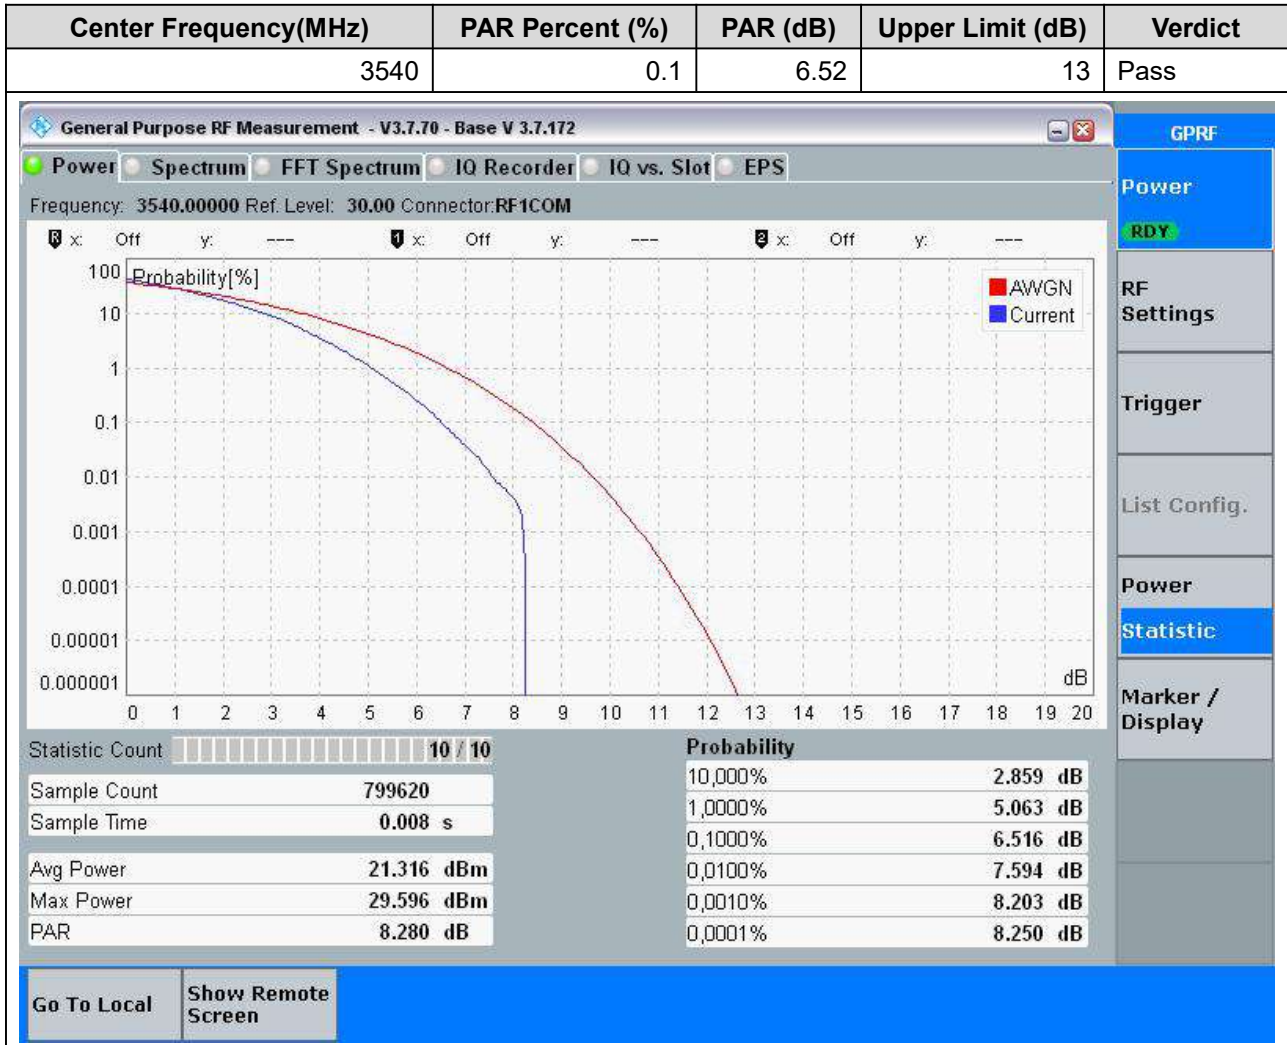 Center Frequency(MHz) PAR Percent (%) PAR (dB) Upper Limit (dB) Verdict
3540 0.1 6.52 13 Pass
General Purpose RF Measurement - V3.7.70 - Base V 3.7.172
GPRF
Power Spectrum FFT Spectrum IQ Recorder IQ vs. Slot EPS
Frequency: 3540.00000 Ref. Level: 30.00 Connector:RF1COM
R x: Off y: --- 1 x: Off y: --- 2 x: Off y: ---
Probability[%]
AWGN
Current
100
10
1
0.1
0.01
0.001
0.0001
0.00001
0.000001
dB
0 1 2 3 4 5 6 7 8 9 10 11 12 13 14 15 16 17 18 19 20
Statistic Count 10 / 10
Sample Count 799620
Sample Time 0.008 s
Avg Power 21.316 dBm
Max Power 29.596 dBm
PAR 8.280 dB
Probability
10,000% 2.859 dB
1,0000% 5.063 dB
0,1000% 6.516 dB
0,0100% 7.594 dB
0,0010% 8.203 dB
0,0001% 8.250 dB
Power
RDY
RF
Settings
Trigger
List Config.
Power
Statistic
Marker /
Display
Go To Local
Show Remote
Screen